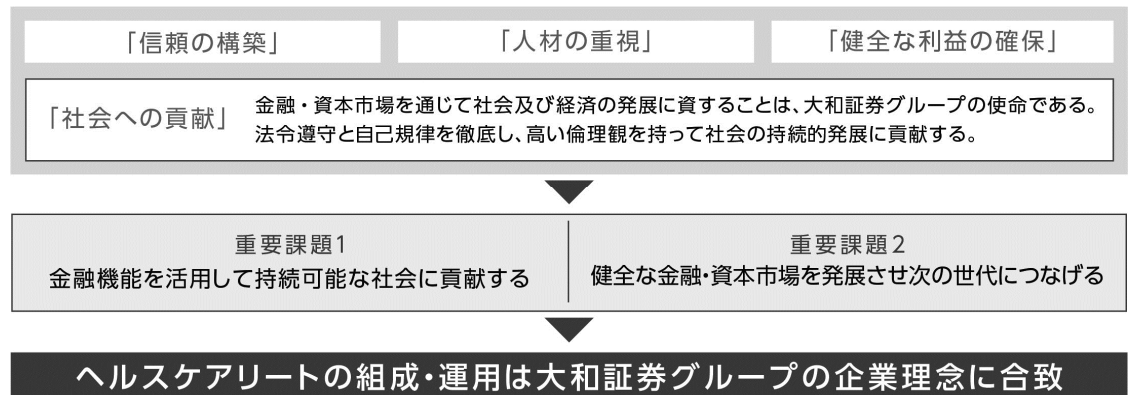 「信頼の構築」
「人材の重視」
「健全な利益の確保」
「社会への貢献」
金融・資本市場を通じて社会及び経済の発展に資することは、大和証券グループの使命である。
法令遵守と自己規律を徹底し、高い倫理観を持って社会の持続的発展に貢献する。
重要課題1
金融機能を活用して持続可能な社会に貢献する
重要課題2
健全な金融・資本市場を発展させ次の世代につなげる
ヘルスケアリートの組成・運用は大和証券グループの企業理念に合致